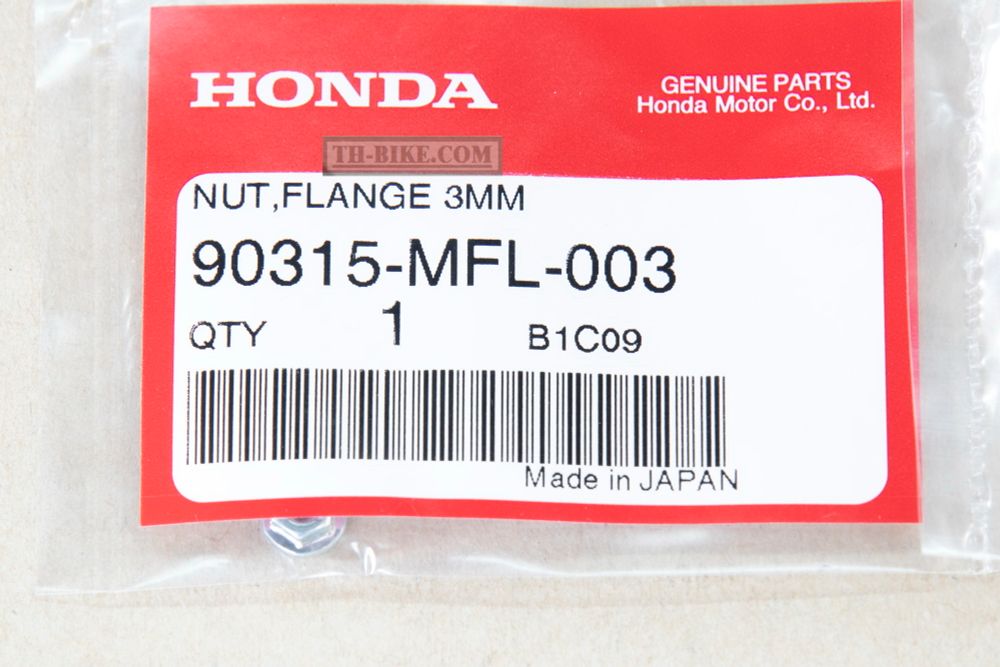 HONDA
GENUINE PARTS
Honda Motor Co., Ltd.
TH-BIKE.COM
NUT,FLANGE 3MM
90315-MFL-003
QTY 1 B1C09
Made in JAPAN